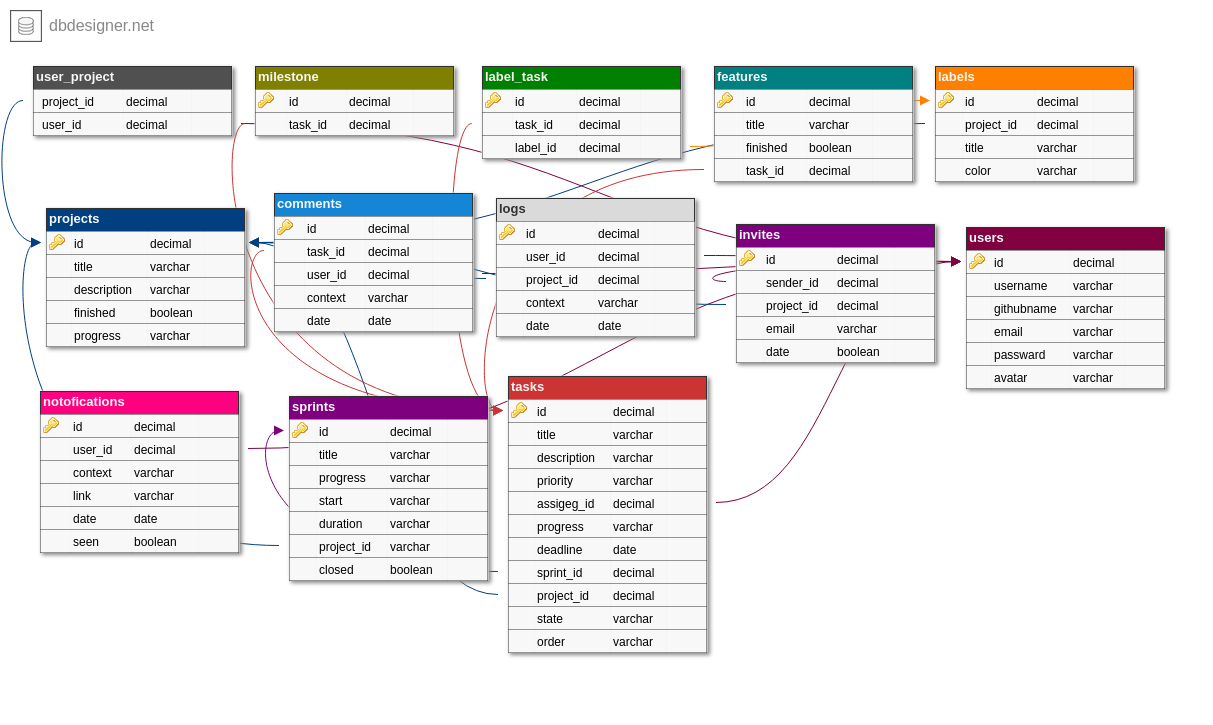 dbdesigner.net
user_project
project_id decimal
user_id decimal
milestone
id decimal
task_id decimal
label_task
id decimal
task_id decimal
label_id decimal
features
id decimal
title varchar
finished boolean
task_id decimal
labels
id decimal
project_id decimal
title varchar
color varchar
projects
id decimal
title varchar
description varchar
finished boolean
progress varchar
comments
id decimal
task_id decimal
user_id decimal
context varchar
date date
logs
id decimal
user_id decimal
project_id decimal
context varchar
date date
invites
id decimal
sender_id decimal
project_id decimal
email varchar
date boolean
users
id decimal
username varchar
githubname varchar
email varchar
passward varchar
avatar varchar
notofications
id decimal
user_id decimal
context varchar
link varchar
date date
seen boolean
sprints
id decimal
title varchar
progress varchar
start varchar
duration varchar
project_id varchar
closed boolean
tasks
id decimal
title varchar
description varchar
priority varchar
assigeg_id decimal
progress varchar
deadline date
sprint_id decimal
project_id decimal
state varchar
order varchar